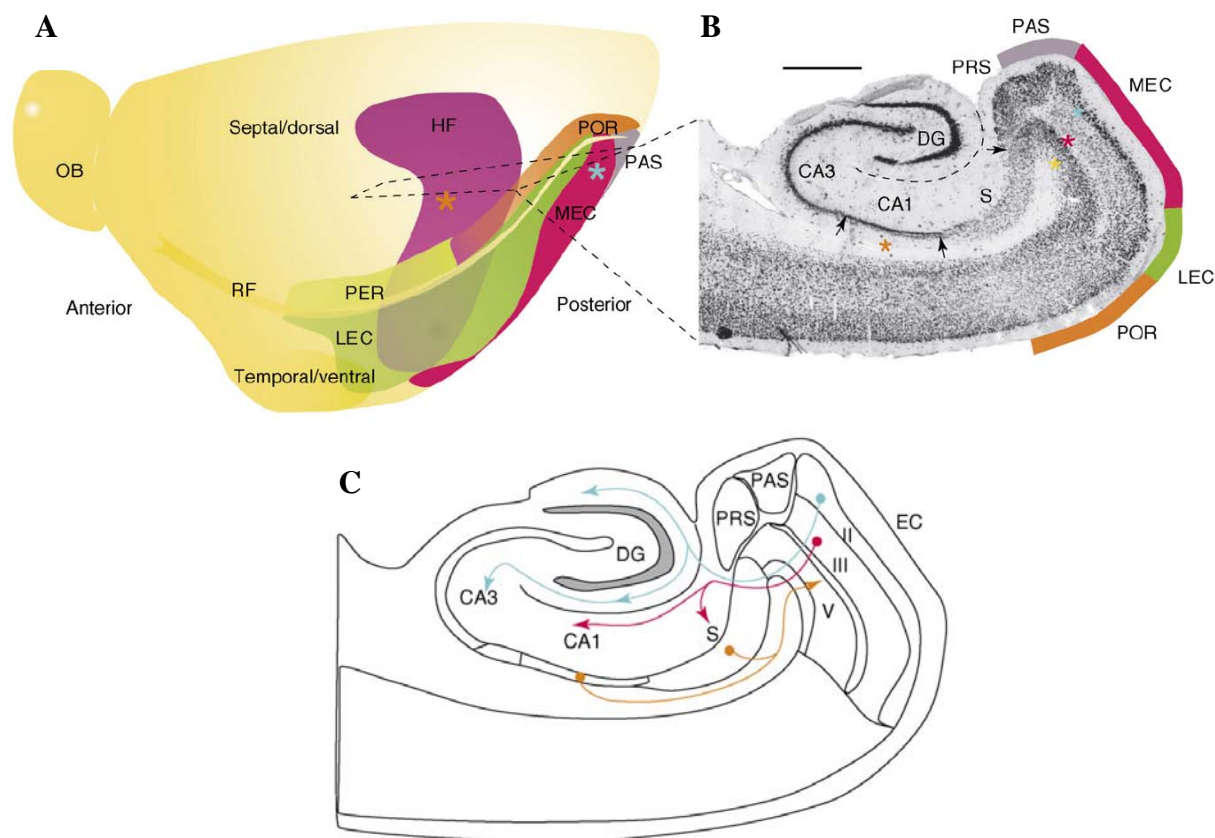 A
Septal/dorsal
HF
POR
PAS
OB
MEC
RF
PER
Anterior
Posterior
LEC
Temporal/ventral
B
PAS
PRS
MEC
DG
CA3
CA1
S
LEC
POR
C
PAS
PRS
EC
DG
II
III
CA3
V
CA1
S